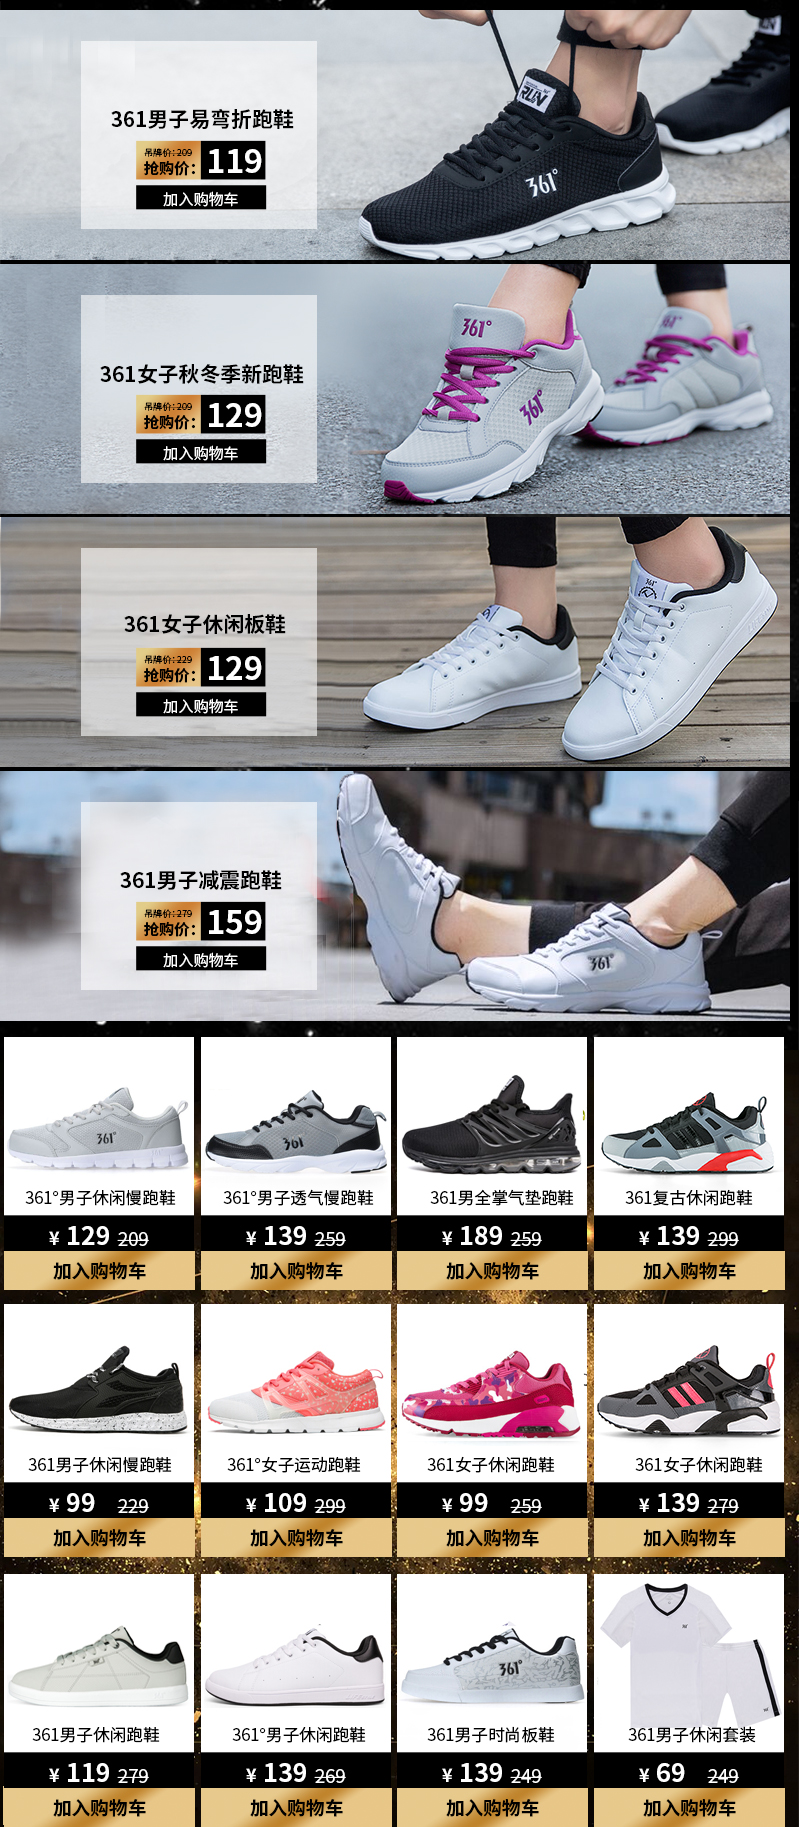 361男子易弯折跑鞋
吊牌价:209
抢购价: 119
加入购物车
RUN
361°
361女子秋冬季新跑鞋
吊牌价:209
抢购价: 129
加入购物车
361°
361°
361°
361女子休闲板鞋
吊牌价:229
抢购价: 129
加入购物车
361°
361男子减震跑鞋
吊牌价:279
抢购价: 159
加入购物车
361°
361°
361°
361°男子休闲慢跑鞋
361°男子透气慢跑鞋
361男全掌气垫跑鞋
361复古休闲跑鞋
¥ 129 209
¥ 139 259
¥ 189 259
¥ 139 299
加入购物车
加入购物车
加入购物车
加入购物车
361男子休闲慢跑鞋
361°女子运动跑鞋
361女子休闲跑鞋
361女子休闲跑鞋
¥ 99 229
¥ 109 299
¥ 99 259
¥ 139 279
加入购物车
加入购物车
加入购物车
加入购物车
361°
361男子休闲跑鞋
361°男子休闲跑鞋
361男子时尚板鞋
361男子休闲套装
¥ 119 279
¥ 139 269
¥ 139 249
¥ 69 249
加入购物车
加入购物车
加入购物车
加入购物车